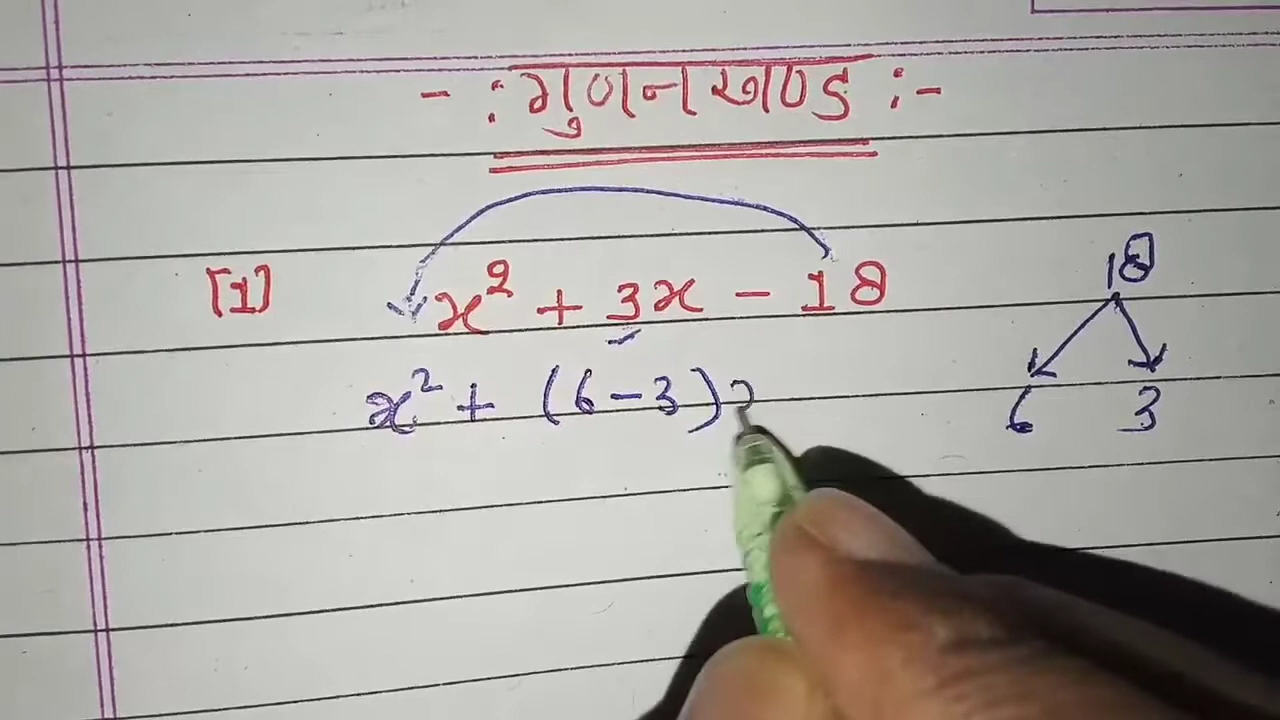 - : गुणनखण्ड : -
[1] x² + 3x - 18
18
x² + (6 - 3)
6 3